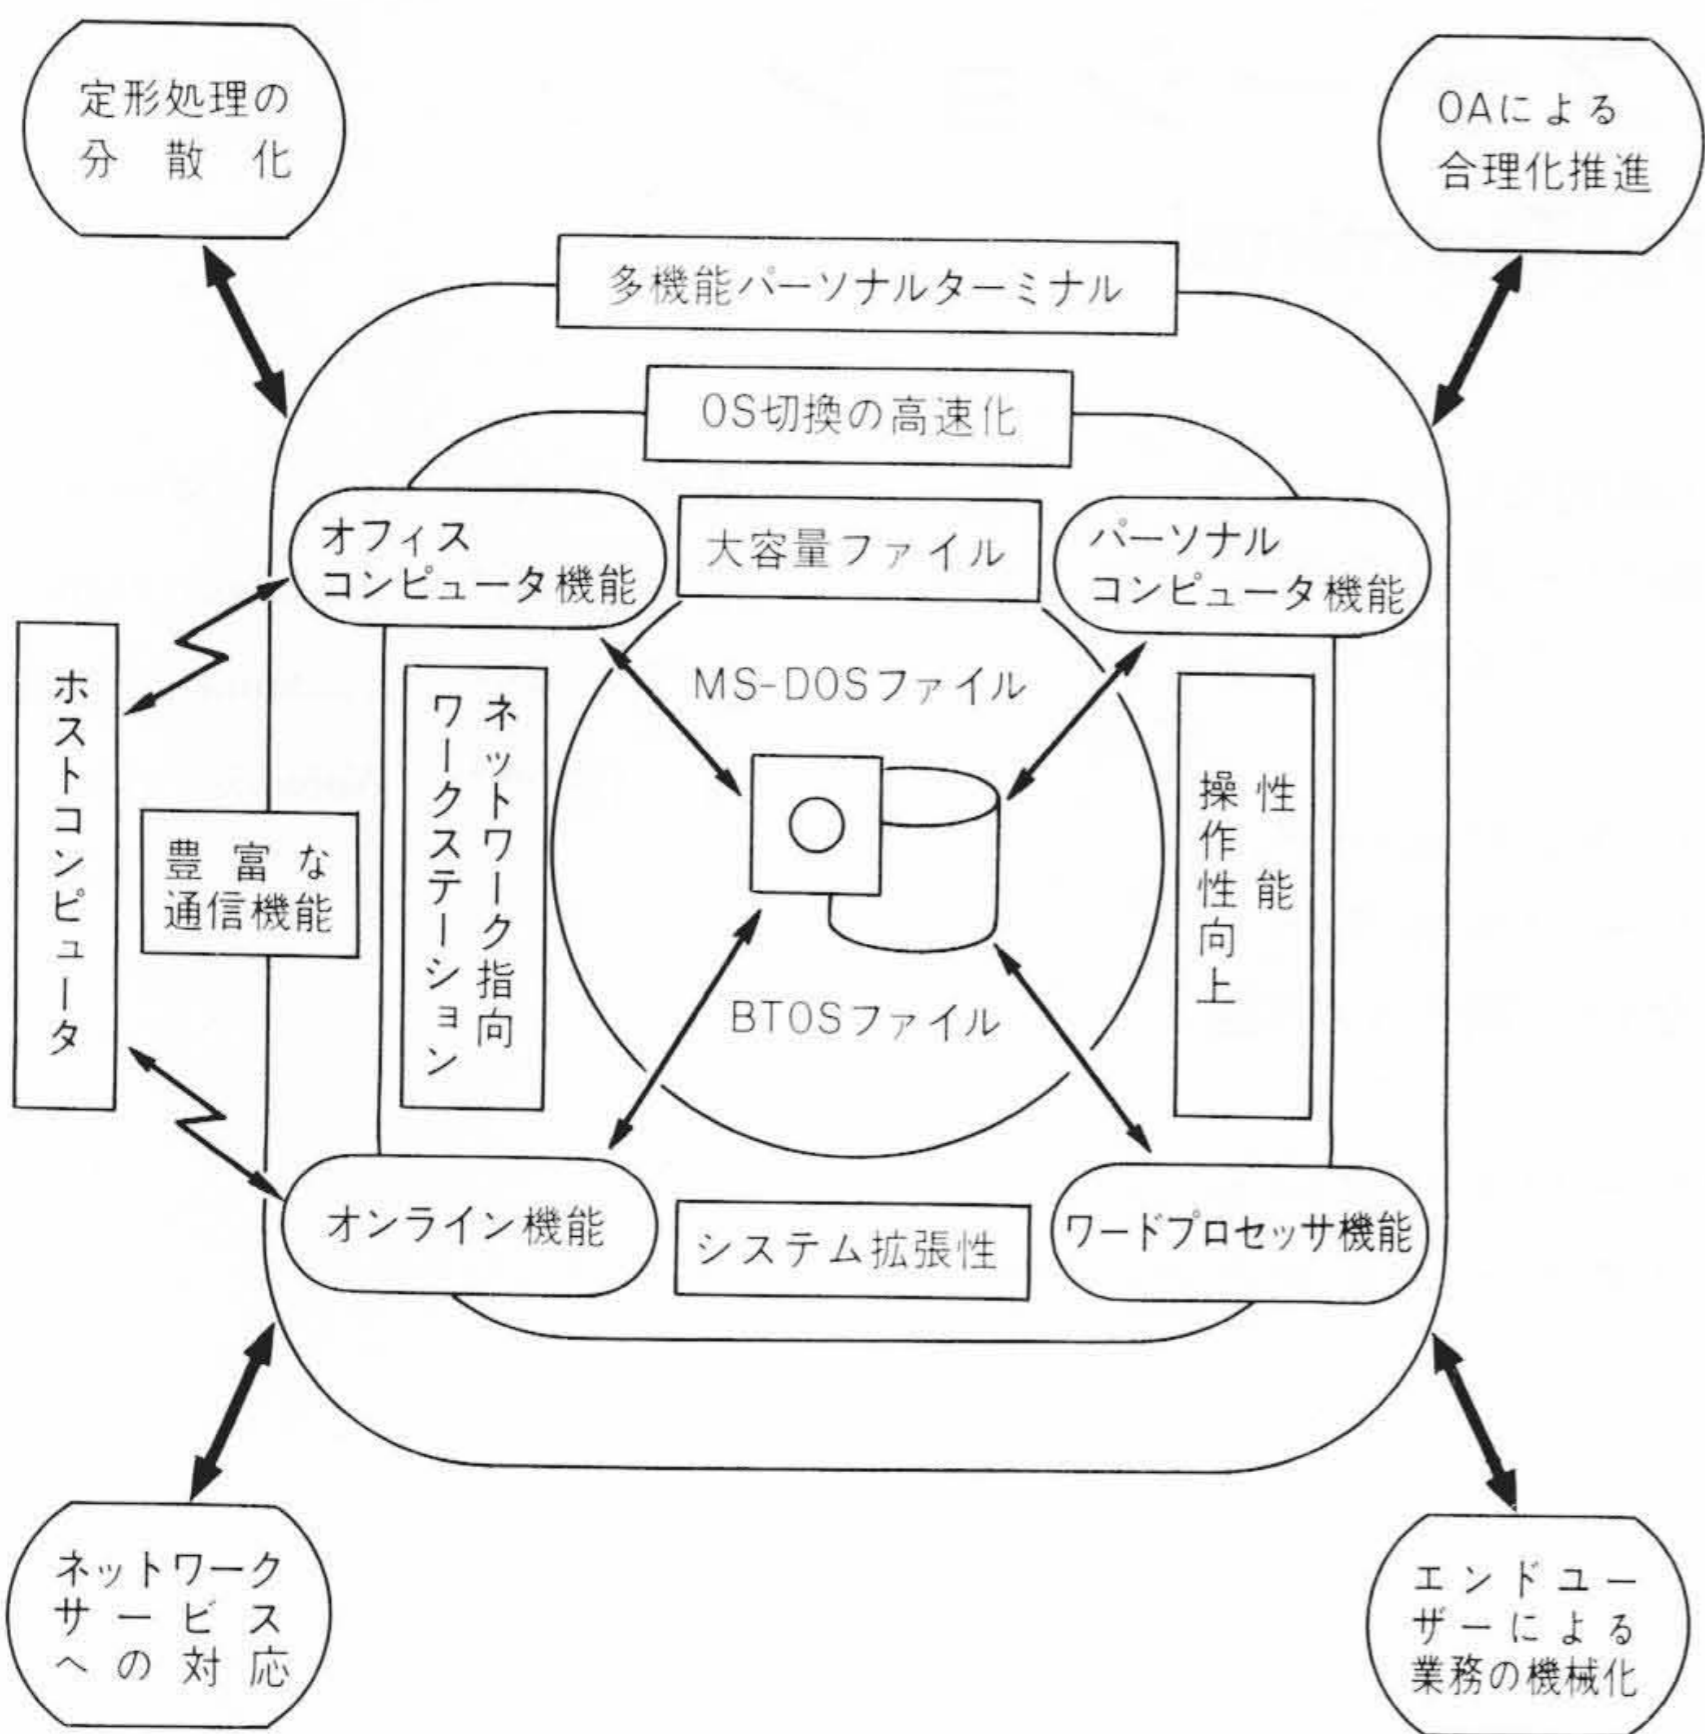 定形処理の
分散化
OAによる
合理化推進
多機能パーソナルターミナル
OS切換の高速化
オフィス
コンピュータ機能
大容量ファイル
パーソナル
コンピュータ機能
ホストコンピュータ
豊富な
通信機能
ネットワーク指向
ワークステーション
MS-DOSファイル
BTOSファイル
性能
操作性向上
オンライン機能
システム拡張性
ワードプロセッサ機能
ネットワーク
サービス
への対応
エンドユー
ザーによる
業務の機械化